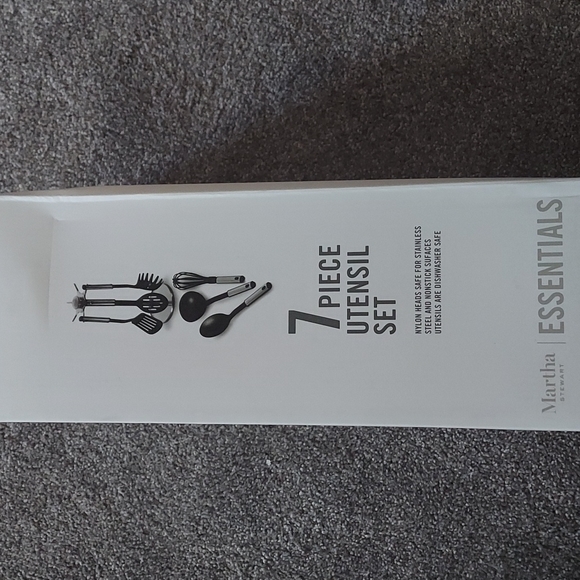 7 PIECE
UTENSIL
SET
NYLON HEADS SAFE FOR STAINLESS
STEEL AND NONSTICK SUFACES
UTENSILS ARE DISHWASHER SAFE
Martha
STEWART
ESSENTIALS